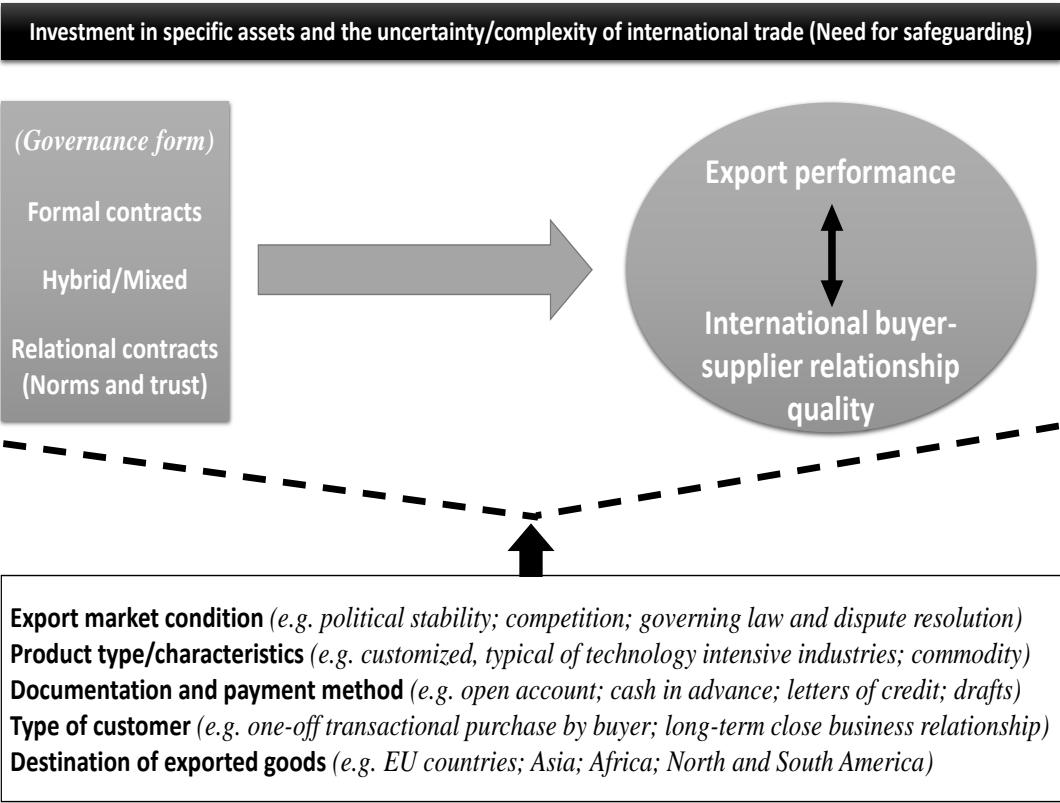 Investment in specific assets and the uncertainty/complexity of international trade (Need for safeguarding)
(Governance form)
Formal contracts
Hybrid/Mixed
Relational contracts
(Norms and trust)
Export performance
International buyer-
supplier relationship
quality
Export market condition (e.g. political stability; competition; governing law and dispute resolution)
Product type/characteristics (e.g. customized, typical of technology intensive industries; commodity)
Documentation and payment method (e.g. open account; cash in advance; letters of credit; drafts)
Type of customer (e.g. one-off transactional purchase by buyer; long-term close business relationship)
Destination of exported goods (e.g. EU countries; Asia; Africa; North and South America)